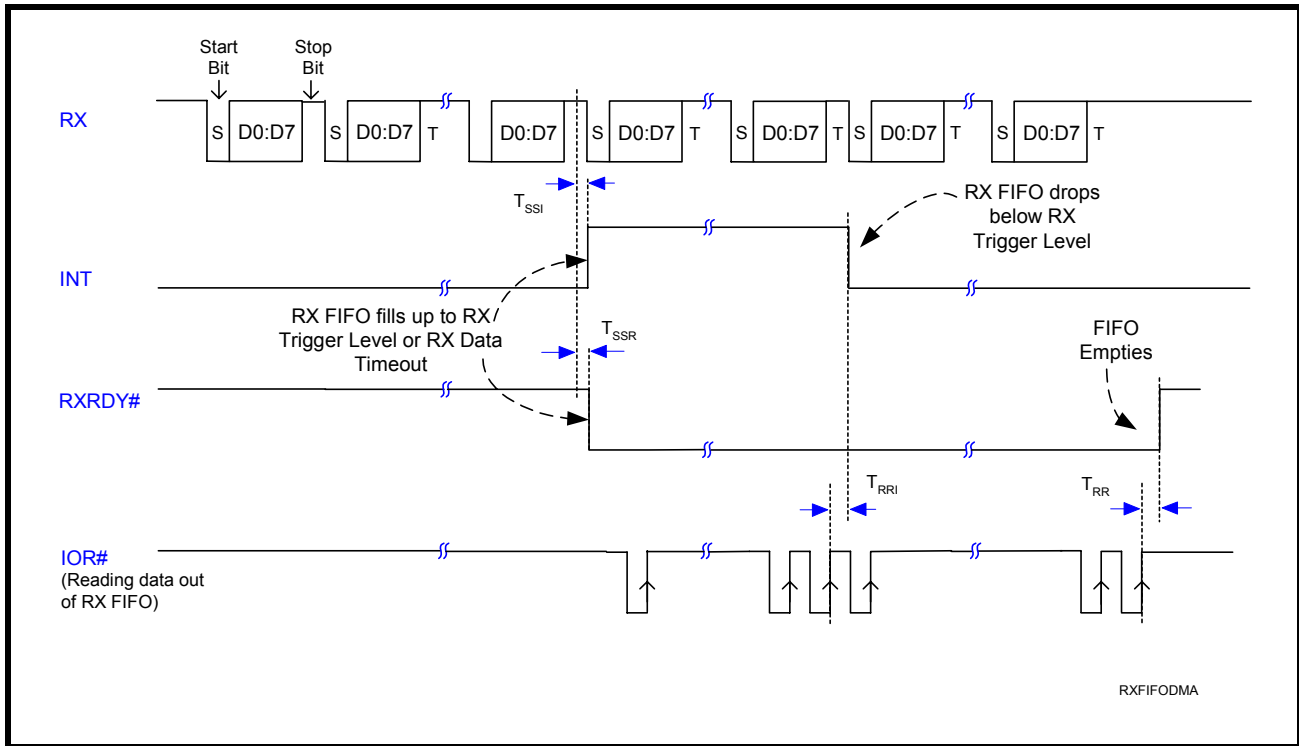 Start
Bit
Stop
Bit
RX
S D0:D7 S D0:D7 T D0:D7 S D0:D7 T S D0:D7 T S D0:D7 T S D0:D7 T
TSSI
RX FIFO drops
below RX
Trigger Level
INT
RX FIFO fills up to RX
Trigger Level or RX Data
Timeout
TSSR
FIFO
Empties
RXRDY#
TRRI
TRR
IOR#
(Reading data out
of RX FIFO)
RXFIFODMA